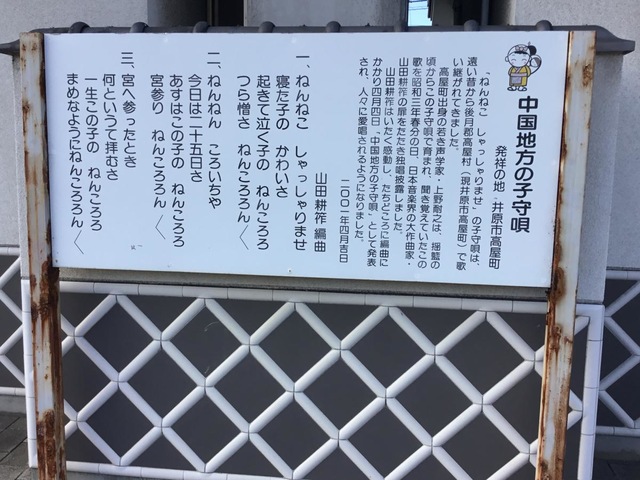 中国地方の子守唄
発祥の地・井原市高屋町
“ねんねこ　しゃっしゃりませ”の子守唄は、
遠い昔から後月郡高屋村（現井原市高屋町）で歌
い継がれてきました。
高屋町出身の若き声学家・上野耐之は、揺籃の
頃からこの子守唄で育まれ、聞き覚えていたこの
歌を昭和三年春分の日、日本音楽界の大作曲家・
山田耕筰の扉をたたき独唱披露しました。
山田耕筰はいたく感動し、たちどころに編曲に
かかり四月四日“中国地方の子守唄”として発表
され、人々に愛唱されるようになりました。
二〇〇一年四月吉日
山田耕筰 編曲
一、ねんねこ　しゃっしゃりませ
寝た子の　かわいさ
起きて泣く子の　ねんころろ
つら憎さ　ねんころろん〱
二、ねんねん　ころいちや
今日は二十五日さ
あすはこの子の　ねんころろ
宮参り　ねんころろん〱
三、宮へ参ったとき
何というて拝むさ
一生この子の　ねんころろ
まめなようにねんころろん〱